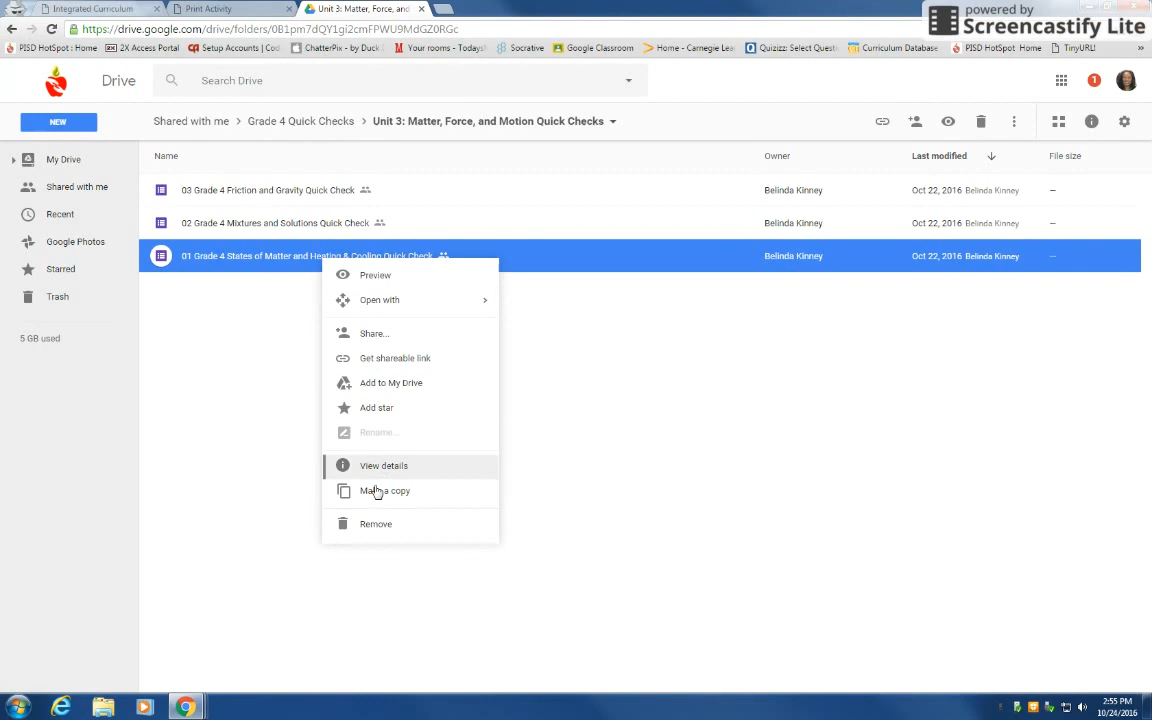 Integrated Curriculum
Print Activity
Unit 3: Matter, Force, and
https://drive.google.com/drive/folders/0B1pm7dQY1gi2cmFPb09MdGZ0RGc
PISD HotSpot : Home
2X Access Portal
Setup Accounts | Cod
ChatterPix - by Duck
Your rooms - Todaysh
Socrative
Google Classroom
Home - Carnegie Lea
Quizizz: Select Questi
Curriculum Database
PISD HotSpot Home
TinyURL!
powered by
Screencastify Lite
Drive
Search Drive
1
NEW
Shared with me > Grade 4 Quick Checks > Unit 3: Matter, Force, and Motion Quick Checks
My Drive
Shared with me
Recent
Google Photos
Starred
Trash
5 GB used
Name
Owner
Last modified
File size
03 Grade 4 Friction and Gravity Quick Check
Belinda Kinney
Oct 22, 2016 Belinda Kinney
—
02 Grade 4 Mixtures and Solutions Quick Check
Belinda Kinney
Oct 22, 2016 Belinda Kinney
—
01 Grade 4 States of Matter and Heating & Cooling Quick Check
Belinda Kinney
Oct 22, 2016 Belinda Kinney
—
Preview
Open with
Share...
Get shareable link
Add to My Drive
Add star
Rename...
View details
Make a copy
Remove
2:55 PM
10/24/2016